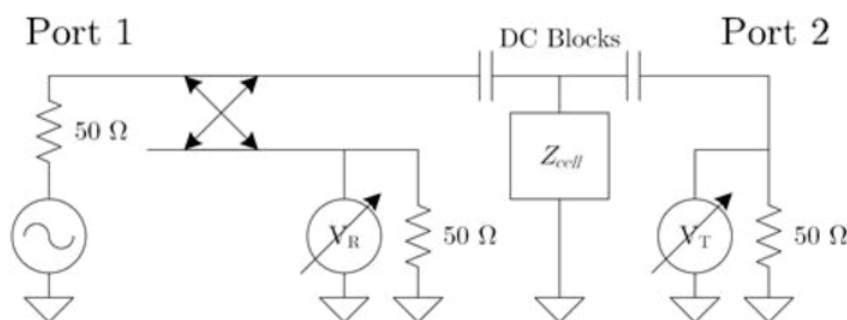 Port 1
DC Blocks
Port 2
50 Ω
Z_cell
V_R
50 Ω
V_T
50 Ω